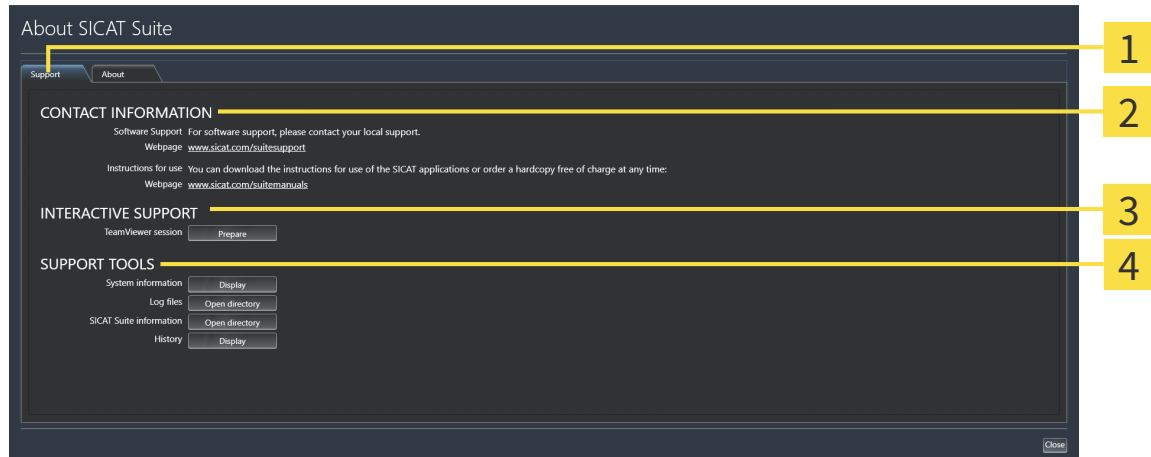 About SICAT Suite
1
Support About
2
CONTACT INFORMATION
Software Support For software support, please contact your local support.
Webpage www.sicat.com/suitesupport
Instructions for use You can download the instructions for use of the SICAT applications or order a hardcopy free of charge at any time:
Webpage www.sicat.com/suitemanuals
3
INTERACTIVE SUPPORT
TeamViewer session Prepare
4
SUPPORT TOOLS
System information Display
Log files Open directory
SICAT Suite information Open directory
History Display
Close